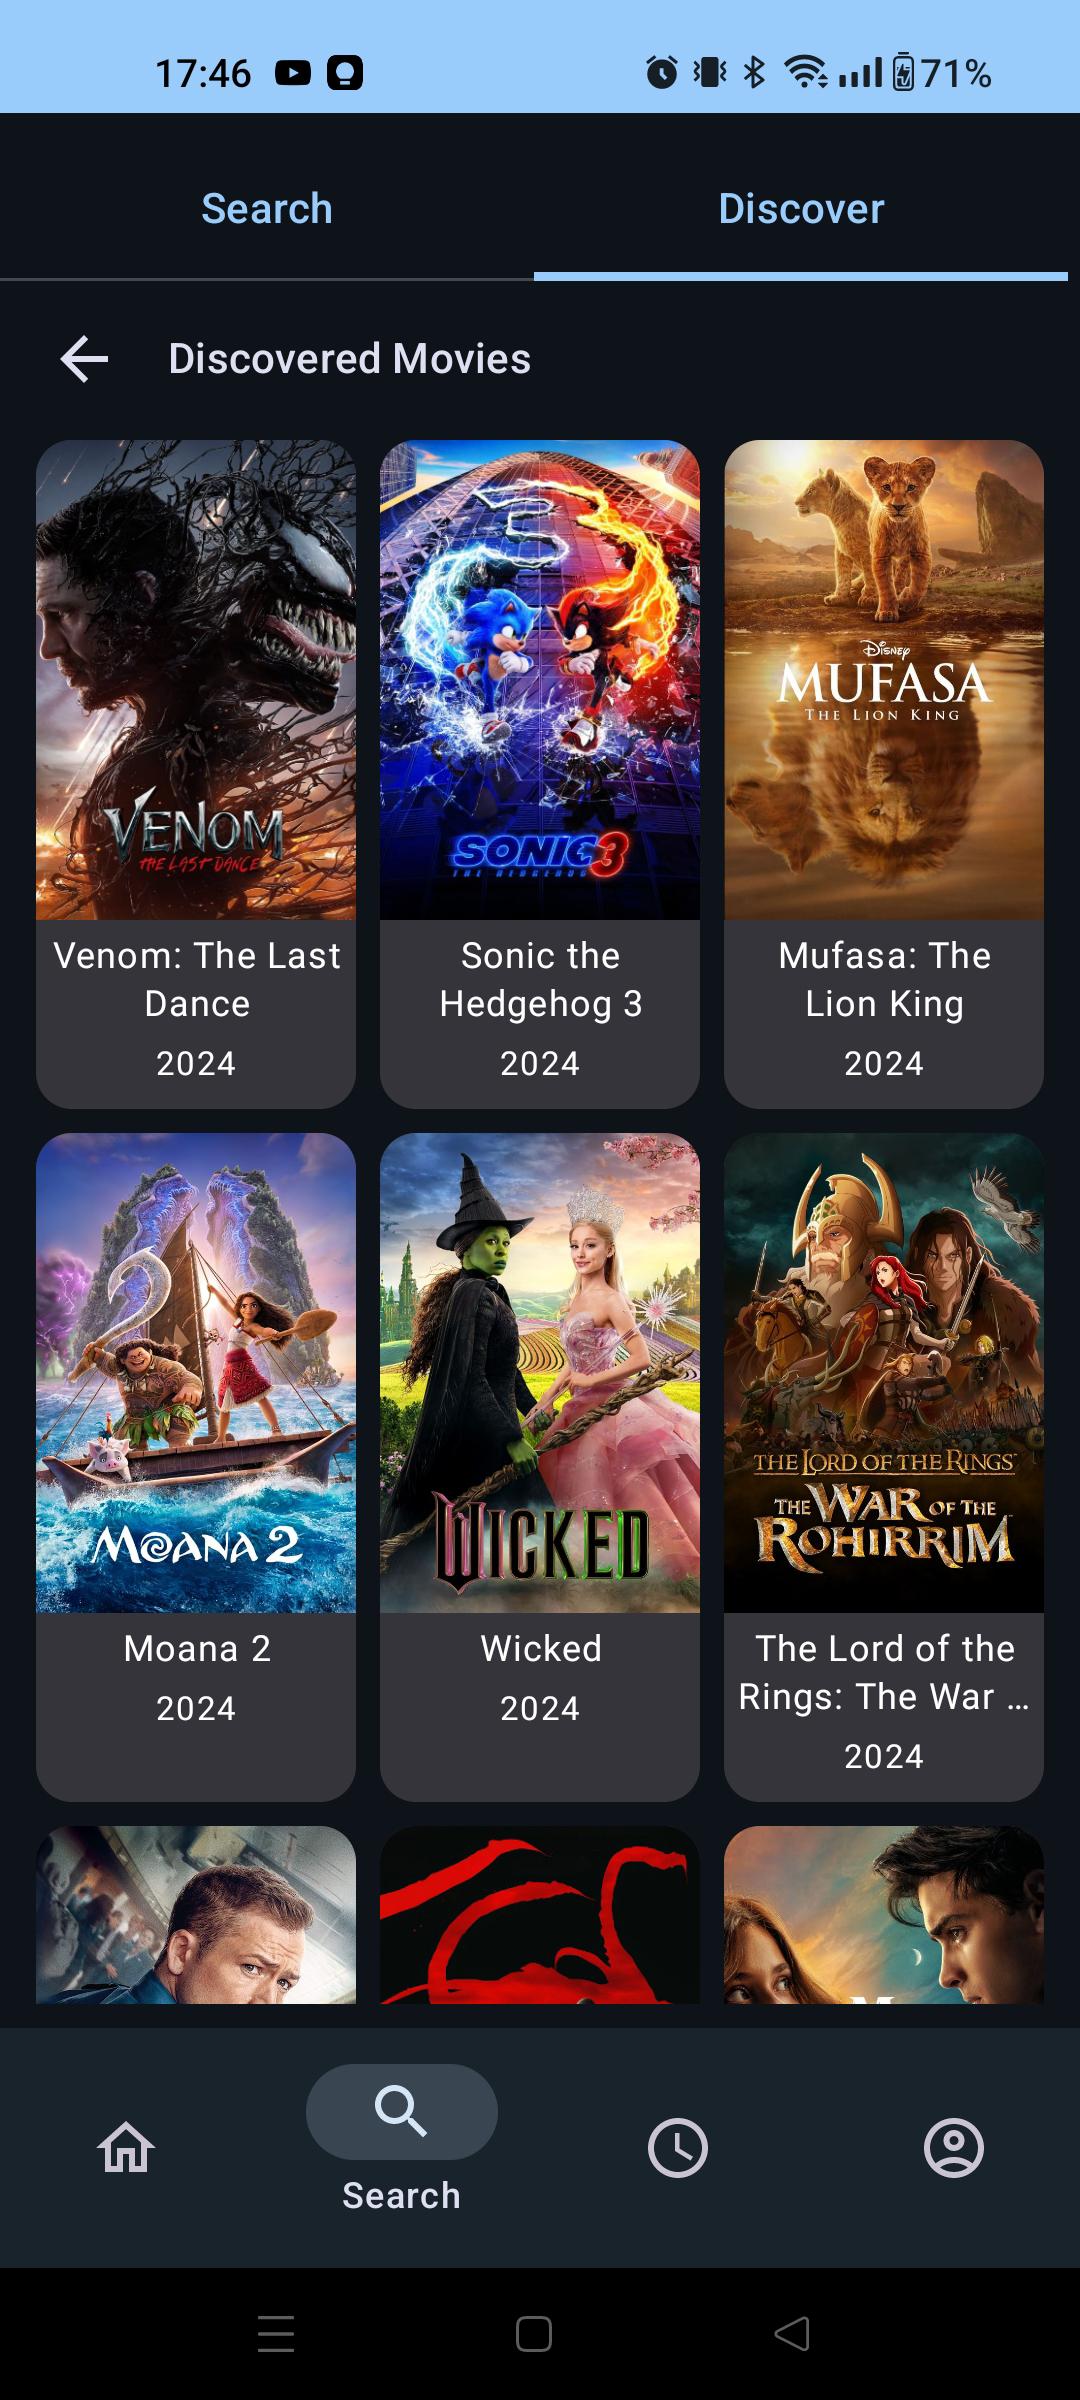 17:46
71%
Search
Discover
Discovered Movies
VENOM
THE LAST DANCE
SONIC 3
THE HEDGEHOG
Disney
MUFASA
THE LION KING
Venom: The Last
Dance
2024
Sonic the
Hedgehog 3
2024
Mufasa: The
Lion King
2024
MOANA 2
WICKED
THE LORD OF THE RINGS
THE WAR OF THE
ROHIRRIM
Moana 2
2024
Wicked
2024
The Lord of the
Rings: The War ...
2024
Search